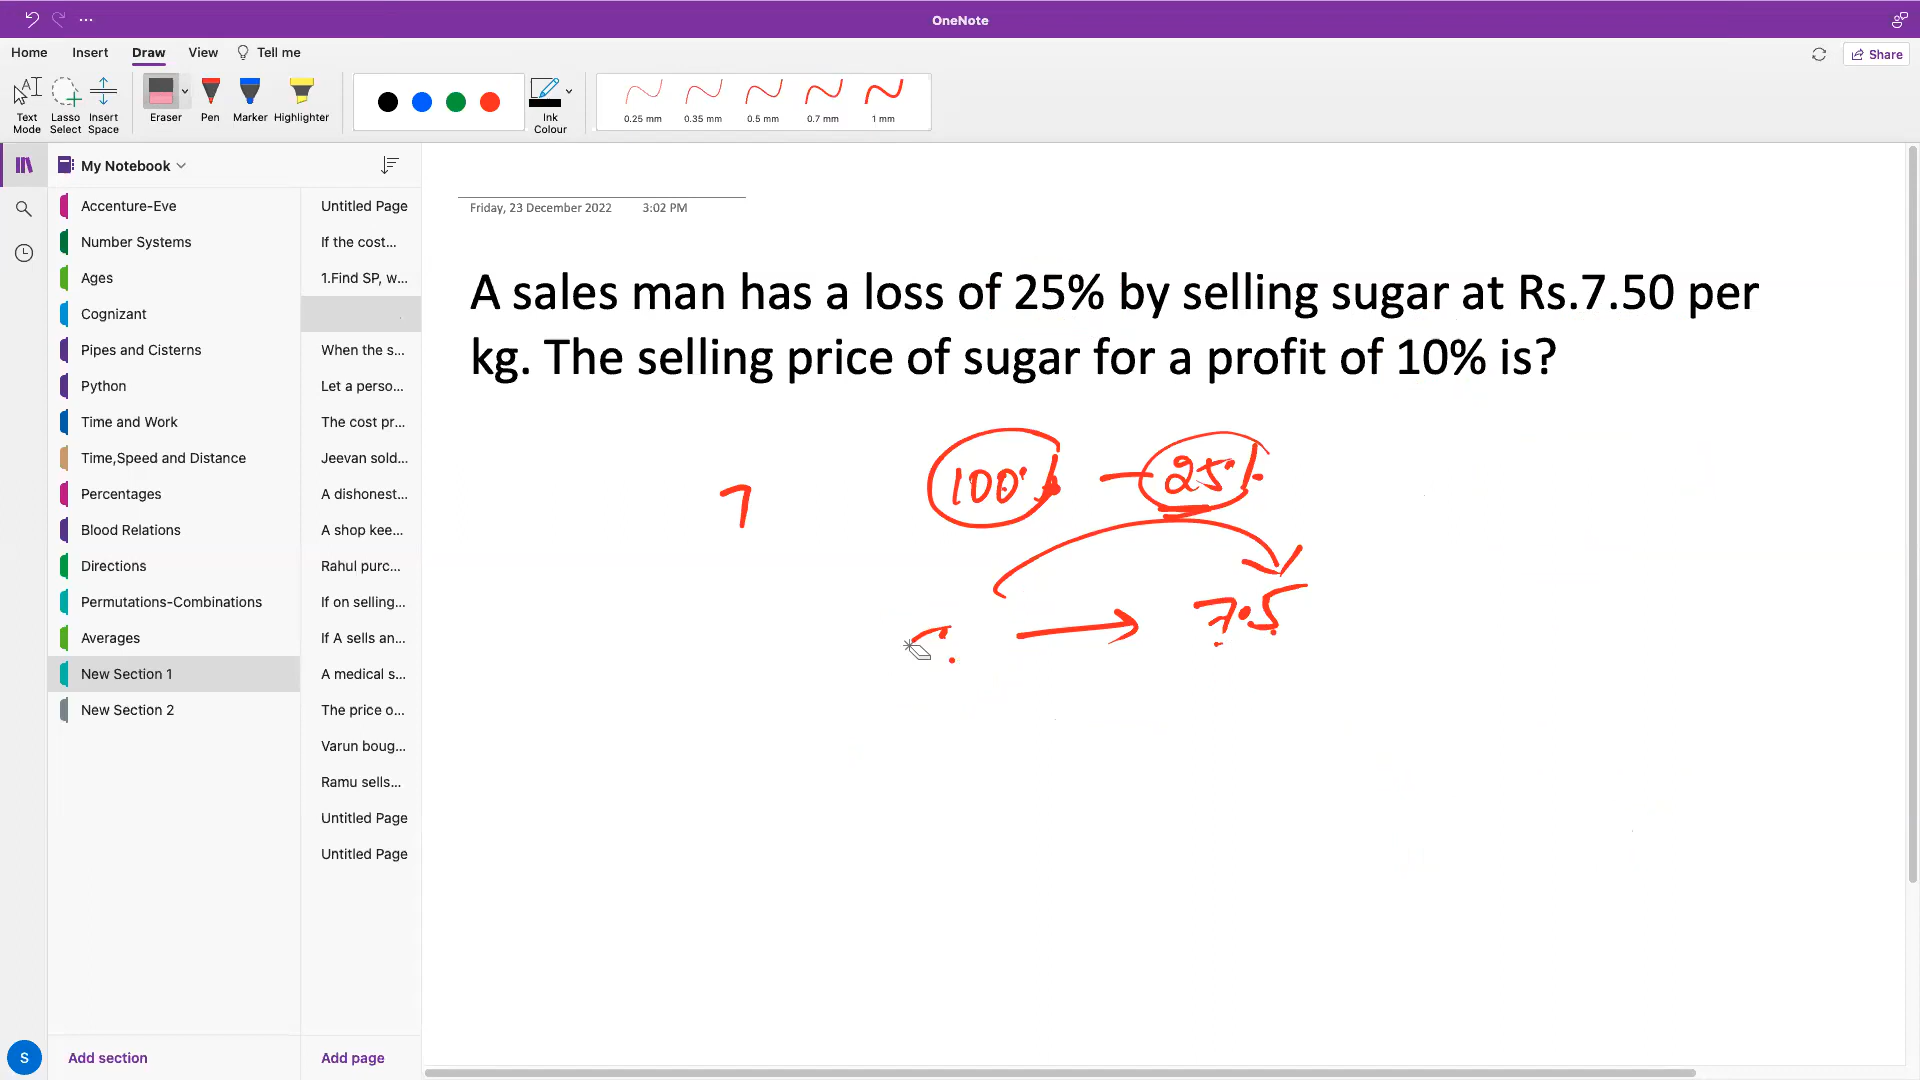 OneNote
Home Insert Draw View Tell me
Share
Text Mode
Lasso Select
Insert Space
Eraser
Pen
Marker
Highlighter
Ink Colour
0.25 mm
0.35 mm
0.5 mm
0.7 mm
1 mm
My Notebook
Accenture-Eve
Number Systems
Ages
Cognizant
Pipes and Cisterns
Python
Time and Work
Time,Speed and Distance
Percentages
Blood Relations
Directions
Permutations-Combinations
Averages
New Section 1
New Section 2
Add section
S
Untitled Page
If the cost...
1.Find SP, w...
When the s...
Let a perso...
The cost pr...
Jeevan sold...
A dishonest...
A shop kee...
Rahul purc...
If on selling...
If A sells an...
A medical s...
The price o...
Varun boug...
Ramu sells...
Untitled Page
Untitled Page
Add page
Friday, 23 December 2022 3:02 PM
A sales man has a loss of 25% by selling sugar at Rs.7.50 per
kg. The selling price of sugar for a profit of 10% is?
100% - 25%
7.5